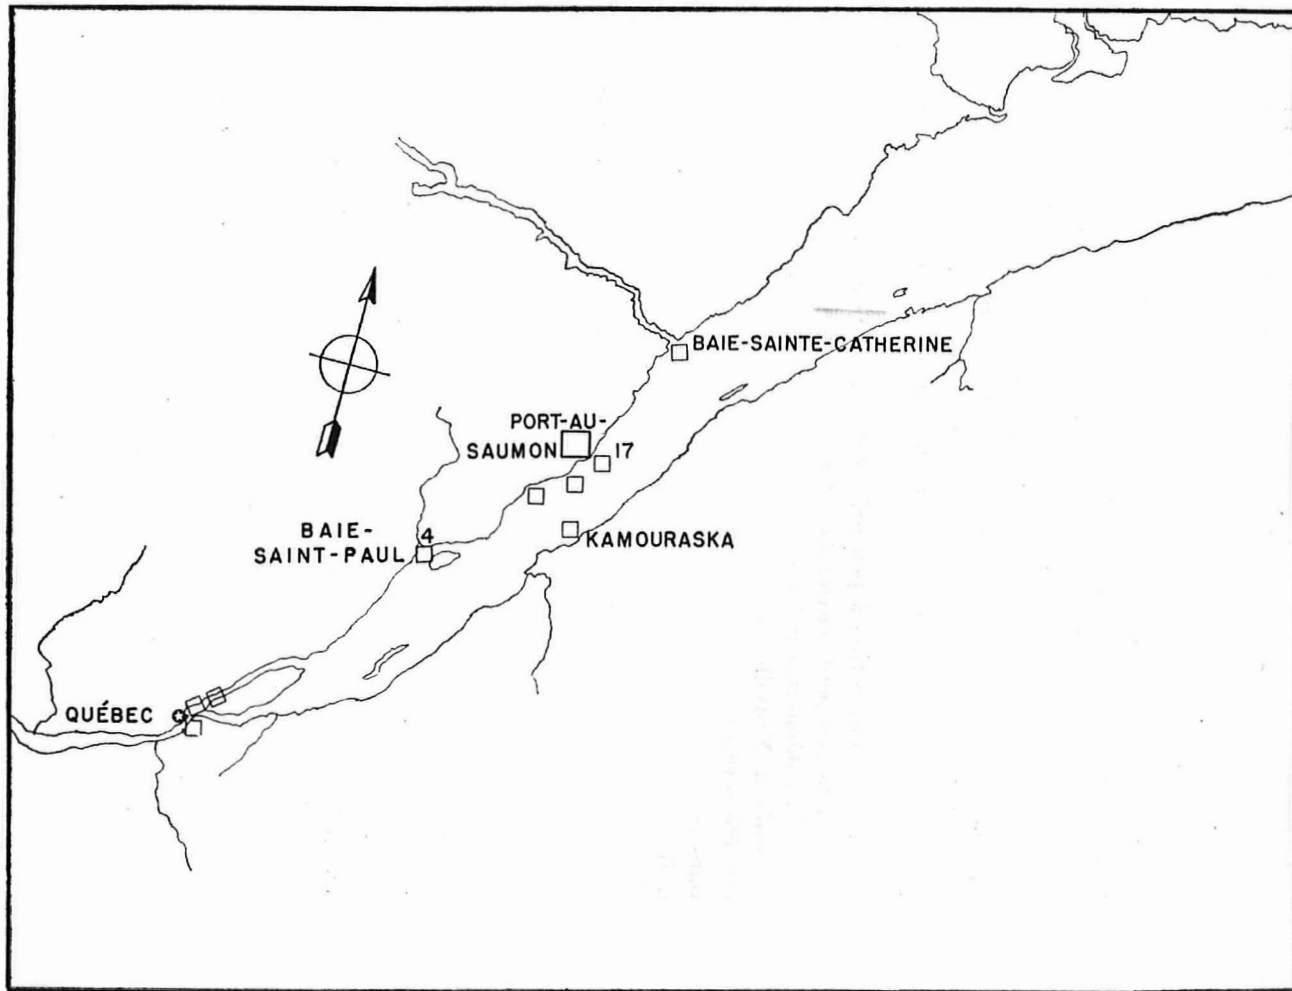 BAIE-SAINTE-CATHERINE
PORT-AU-
SAUMON
17
KAMOURASKA
BAIE-
SAINT-PAUL
4
QUÉBEC